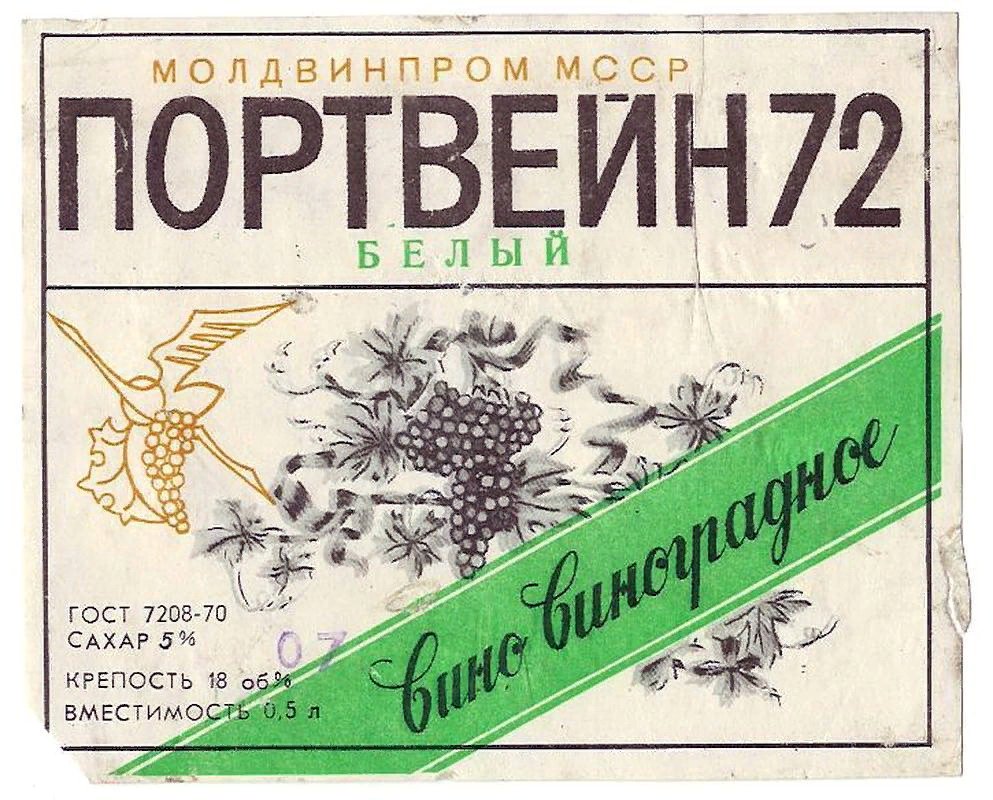 МОЛДВИНПРОМ МССР
ПОРТВЕЙН 72
БЕЛЫЙ
вино виноградное
ГОСТ 7208-70
САХАР 5%
07
КРЕПОСТЬ 18 об%
ВМЕСТИМОСТЬ 0,5 л